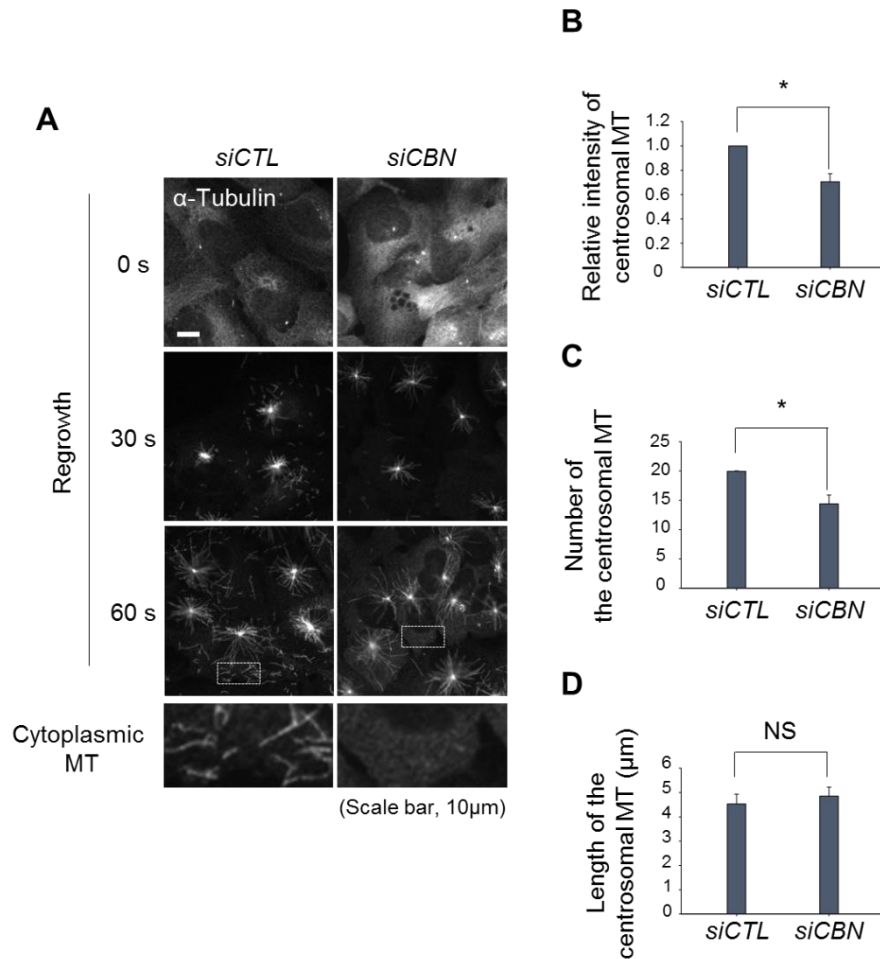 A
siCTL
siCBN
α-Tubulin
0 s
30 s
60 s
Regrowth
Cytoplasmic
MT
(Scale bar, 10μm)
B
*
Relative intensity of
centrosomal MT
1.2
1.0
0.8
0.6
0.4
0.2
0
siCTL
siCBN
C
*
Number of
the centrosomal MT
25
20
15
10
5
0
siCTL
siCBN
D
NS
Length of the
centrosomal MT (μm)
6
5
4
3
2
1
0
siCTL
siCBN